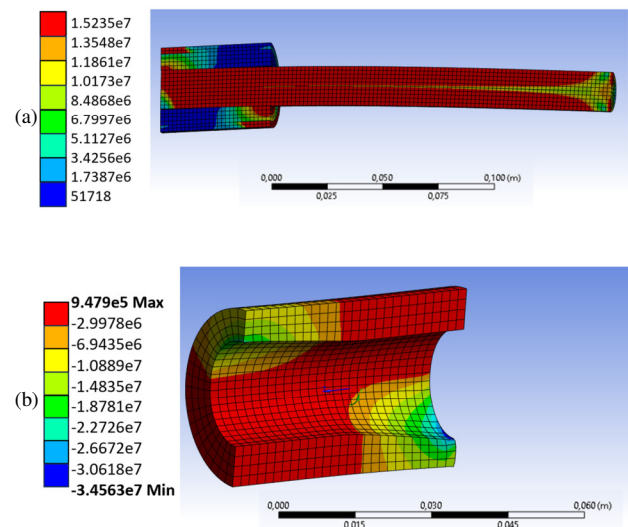 1.5235e7
1.3548e7
1.1861e7
1.0173e7
(a)
8.4868e6
6.7997e6
5.1127e6
3.4256e6
1.7387e6
51718
0,000 0,050 0,100 (m)
0,025 0,075
9.479e5 Max
-2.9978e6
-6.9435e6
-1.0889e7
-1.4835e7
(b)
-1.8781e7
-2.2726e7
-2.6672e7
-3.0618e7
-3.4563e7 Min
0,000 0,030 0,060 (m)
0.015 0.045